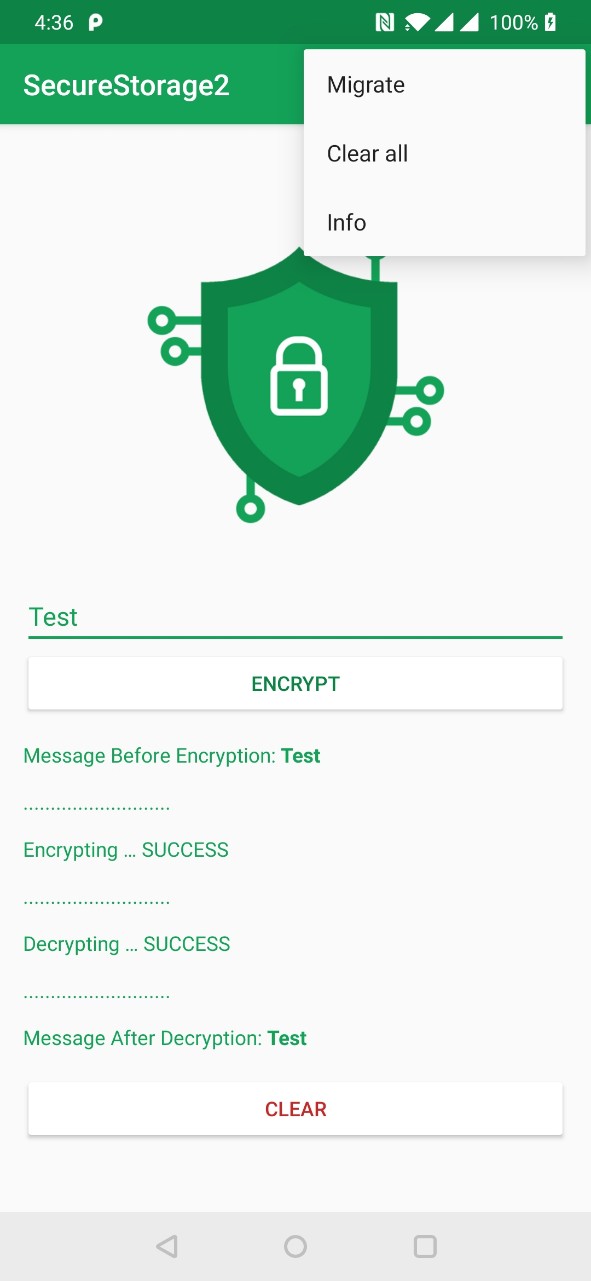 4:36 100%
SecureStorage2
Migrate
Clear all
Info
Test
ENCRYPT
Message Before Encryption: Test
...........................
Encrypting ... SUCCESS
...........................
Decrypting ... SUCCESS
...........................
Message After Decryption: Test
CLEAR